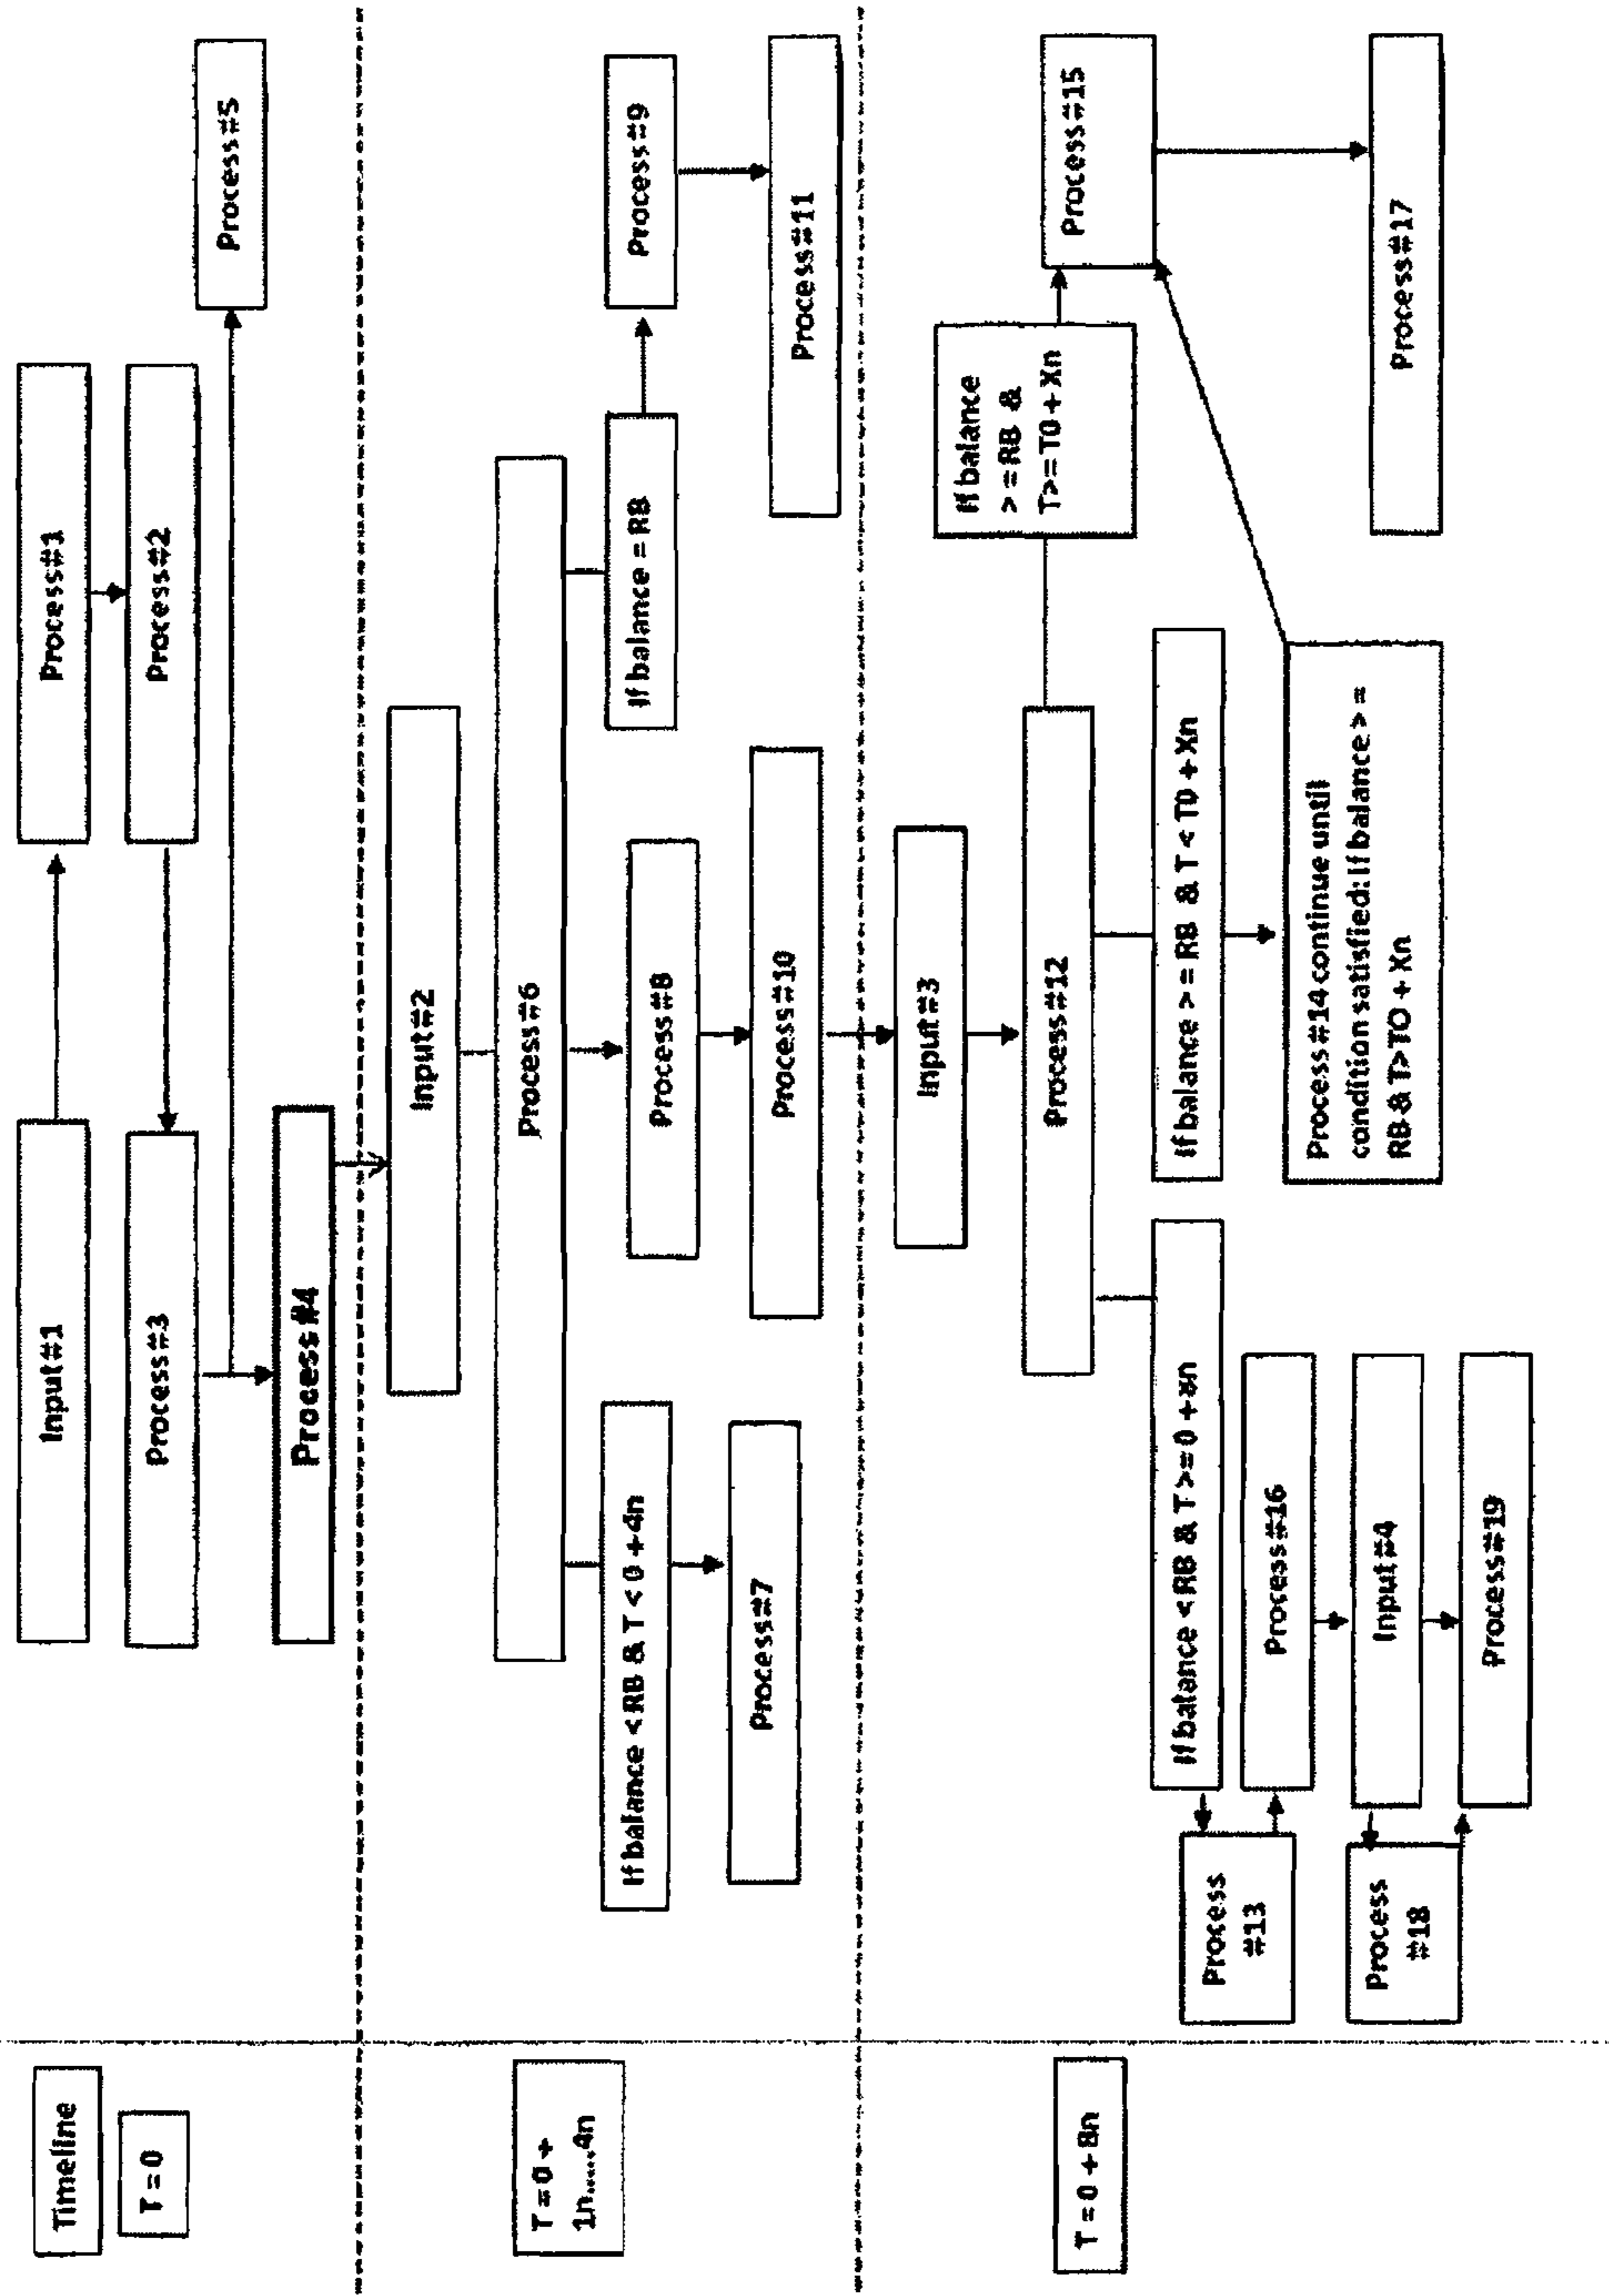 Timeline
T = 0
Input#1
Process#1
Process#3
Process#2
Process#5
Process#4
T = 0 +
1n.....4n
Input#2
Process#6
If balance < RB & T < 0 + 4n
Process#8
If balance = RB
Process#9
Process#7
Process#10
Process#11
T = 0 + 8n
Input#3
If balance
>= RB &
T>= T0 + Xn
Process#12
Process#15
If balance < RB & T >= 0 + 8n
If balance >= RB & T < T0 + Xn
Process
#13
Process#16
Process#14 continue until
condition satisfied: If balance >=
RB & T>TO + Xn
Process
#18
Input#4
Process#17
Process#19